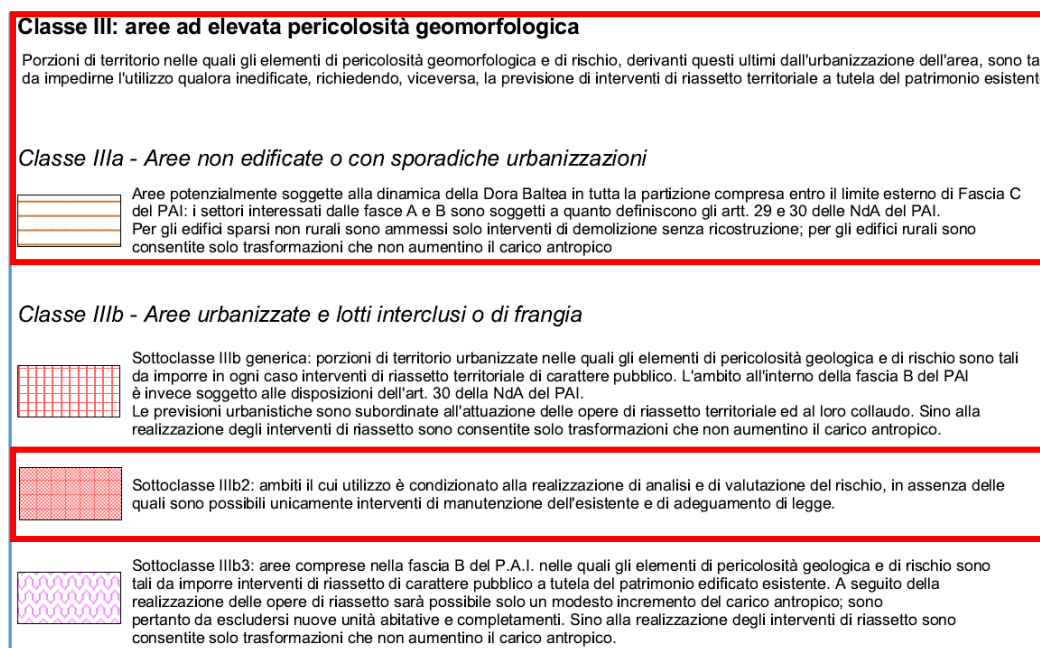 Classe III: aree ad elevata pericolosità geomorfologica
Porzioni di territorio nelle quali gli elementi di pericolosità geomorfologica e di rischio, derivanti questi ultimi dall'urbanizzazione dell'area, sono ta
da impedirne l'utilizzo qualora inedificate, richiedendo, viceversa, la previsione di interventi di riassetto territoriale a tutela del patrimonio esistent
Classe IIIa - Aree non edificate o con sporadiche urbanizzazioni
Aree potenzialmente soggette alla dinamica della Dora Baltea in tutta la partizione compresa entro il limite esterno di Fascia C
del PAI: i settori interessati dalle fasce A e B sono soggetti a quanto definiscono gli artt. 29 e 30 delle NdA del PAI.
Per gli edifici sparsi non rurali sono ammessi solo interventi di demolizione senza ricostruzione; per gli edifici rurali sono
consentite solo trasformazioni che non aumentino il carico antropico
Classe IIIb - Aree urbanizzate e lotti interclusi o di frangia
Sottoclasse IIIb generica: porzioni di territorio urbanizzate nelle quali gli elementi di pericolosità geologica e di rischio sono tali
da imporre in ogni caso interventi di riassetto territoriale di carattere pubblico. L'ambito all'interno della fascia B del PAI
è invece soggetto alle disposizioni dell'art. 30 della NdA del PAI.
Le previsioni urbanistiche sono subordinate all'attuazione delle opere di riassetto territoriale ed al loro collaudo. Sino alla
realizzazione degli interventi di riassetto sono consentite solo trasformazioni che non aumentino il carico antropico.
Sottoclasse IIIb2: ambiti il cui utilizzo è condizionato alla realizzazione di analisi e di valutazione del rischio, in assenza delle
quali sono possibili unicamente interventi di manutenzione dell'esistente e di adeguamento di legge.
Sottoclasse IIIb3: aree comprese nella fascia B del P.A.I. nelle quali gli elementi di pericolosità geologica e di rischio sono
tali da imporre interventi di riassetto di carattere pubblico a tutela del patrimonio edificato esistente. A seguito della
realizzazione delle opere di riassetto sarà possibile solo un modesto incremento del carico antropico; sono
pertanto da escludersi nuove unità abitative e completamenti. Sino alla realizzazione degli interventi di riassetto sono
consentite solo trasformazioni che non aumentino il carico antropico.